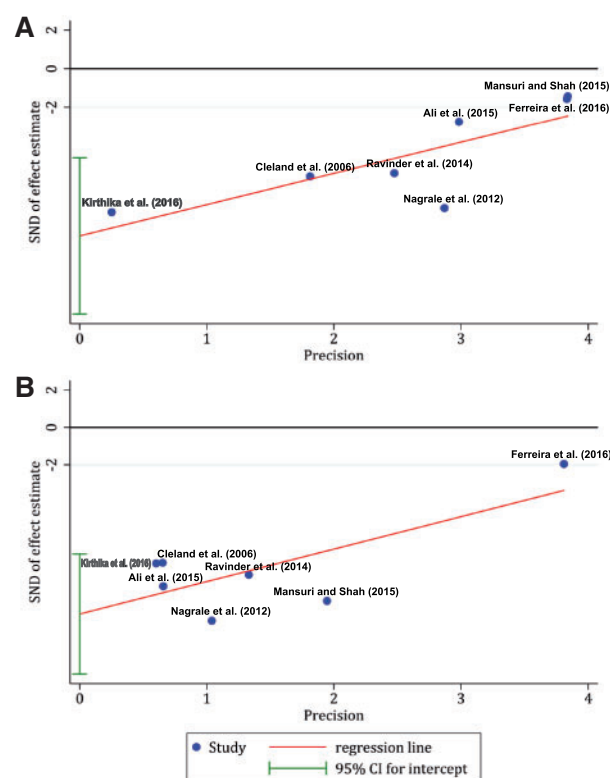 A
2
0
-2
SND of effect estimate
Mansuri and Shah (2015)
Ali et al. (2015)
Ferreira et al. (2016)
Cleland et al. (2006)
Ravinder et al. (2014)
Kirthika et al. (2016)
Nagrale et al. (2012)
0 1 2 3 4
Precision
B
2
0
-2
SND of effect estimate
Ferreira et al. (2016)
Cleland et al. (2006)
Kirthika et al. (2016)
Ravinder et al. (2014)
Ali et al. (2015)
Mansuri and Shah (2015)
Nagrale et al. (2012)
0 1 2 3 4
Precision
Study
regression line
95% CI for intercept